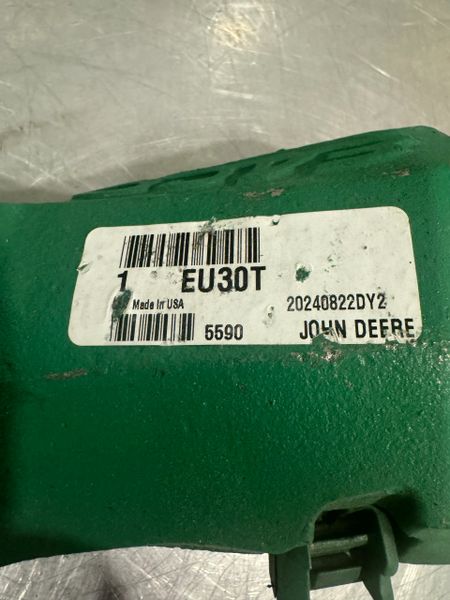 1 EU30T
Made In USA
20240822DY2
5590
JOHN DEERE